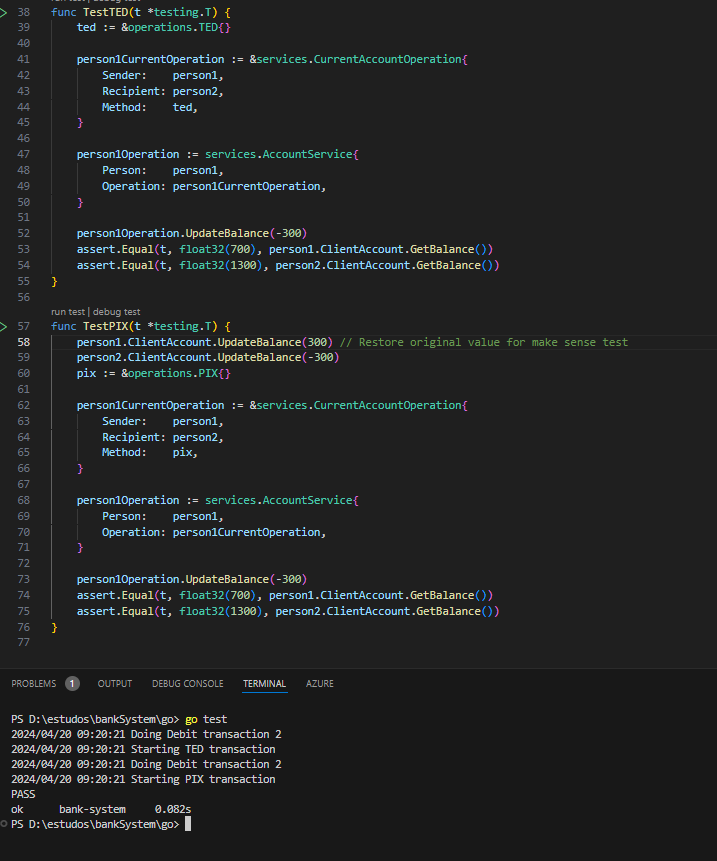 run test | debug test
38 func TestTED(t *testing.T) {
39     ted := &operations.TED{}
40
41     person1CurrentOperation := &services.CurrentAccountOperation{
42         Sender:    person1,
43         Recipient: person2,
44         Method:    ted,
45     }
46
47     person1Operation := services.AccountService{
48         Person:    person1,
49         Operation: person1CurrentOperation,
50     }
51
52     person1Operation.UpdateBalance(-300)
53     assert.Equal(t, float32(700), person1.ClientAccount.GetBalance())
54     assert.Equal(t, float32(1300), person2.ClientAccount.GetBalance())
55 }
56
run test | debug test
57 func TestPIX(t *testing.T) {
58     person1.ClientAccount.UpdateBalance(300) // Restore original value for make sense test
59     person2.ClientAccount.UpdateBalance(-300)
60     pix := &operations.PIX{}
61
62     person1CurrentOperation := &services.CurrentAccountOperation{
63         Sender:    person1,
64         Recipient: person2,
65         Method:    pix,
66     }
67
68     person1Operation := services.AccountService{
69         Person:    person1,
70         Operation: person1CurrentOperation,
71     }
72
73     person1Operation.UpdateBalance(-300)
74     assert.Equal(t, float32(700), person1.ClientAccount.GetBalance())
75     assert.Equal(t, float32(1300), person2.ClientAccount.GetBalance())
76 }
77
PROBLEMS 1 OUTPUT DEBUG CONSOLE TERMINAL AZURE
PS D:\estudos\bankSystem\go> go test
2024/04/20 09:20:21 Doing Debit transaction 2
2024/04/20 09:20:21 Starting TED transaction
2024/04/20 09:20:21 Doing Debit transaction 2
2024/04/20 09:20:21 Starting PIX transaction
PASS
ok      bank-system     0.082s
PS D:\estudos\bankSystem\go>